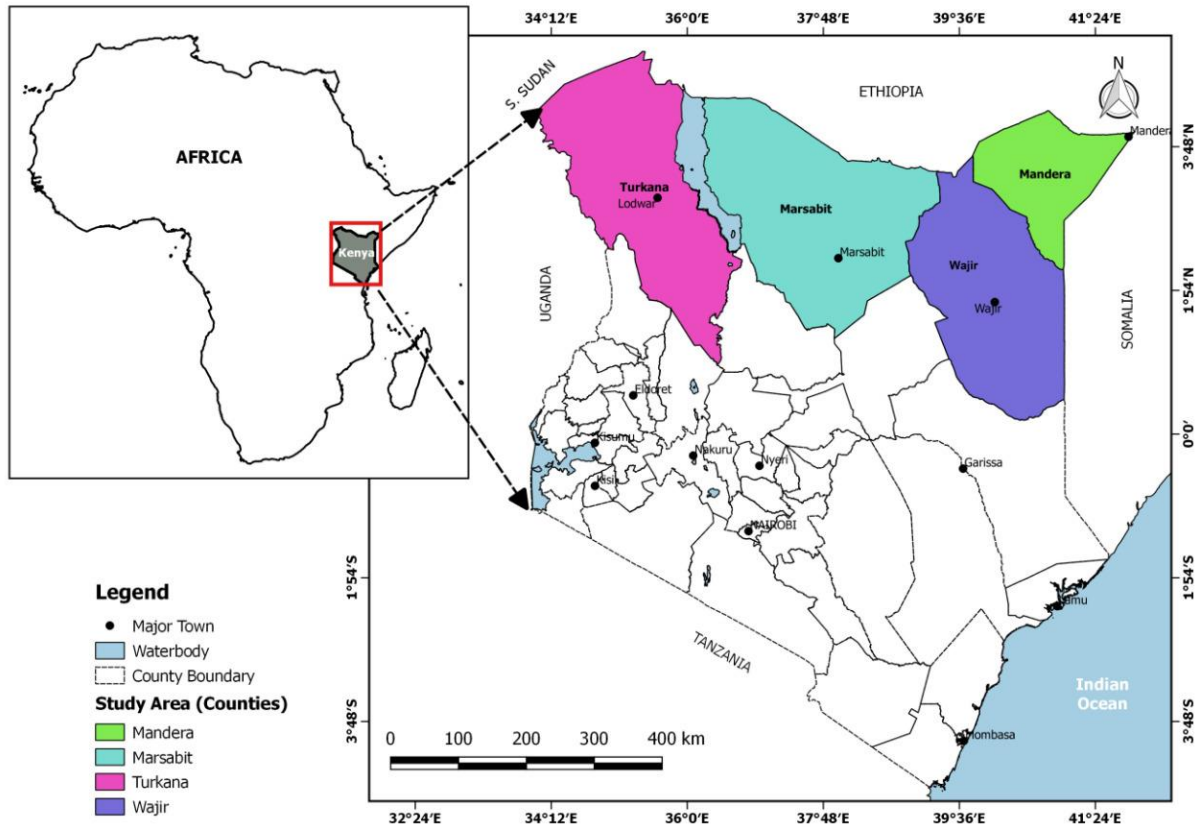 34°12'E 36°0'E 37°48'E 39°36'E 41°24'E
AFRICA
Kenya
S. SUDAN
ETHIOPIA
N
Mandera
3°48'N
Mandera
Turkana
Lodwar
Marsabit
Marsabit
Wajir
Wajir
1°54'N
UGANDA
SOMALIA
Eldoret
Kisumu
Nakuru
Nyeri
Garissa
0°0'
Kisii
NAIROBI
1°54'S
1°54'S
Lamu
TANZANIA
Indian
Ocean
3°48'S
3°48'S
Mombasa
Legend
Major Town
Waterbody
County Boundary
Study Area (Counties)
Mandera
Marsabit
Turkana
Wajir
0 100 200 300 400 km
32°24'E 34°12'E 36°0'E 37°48'E 39°36'E 41°24'E